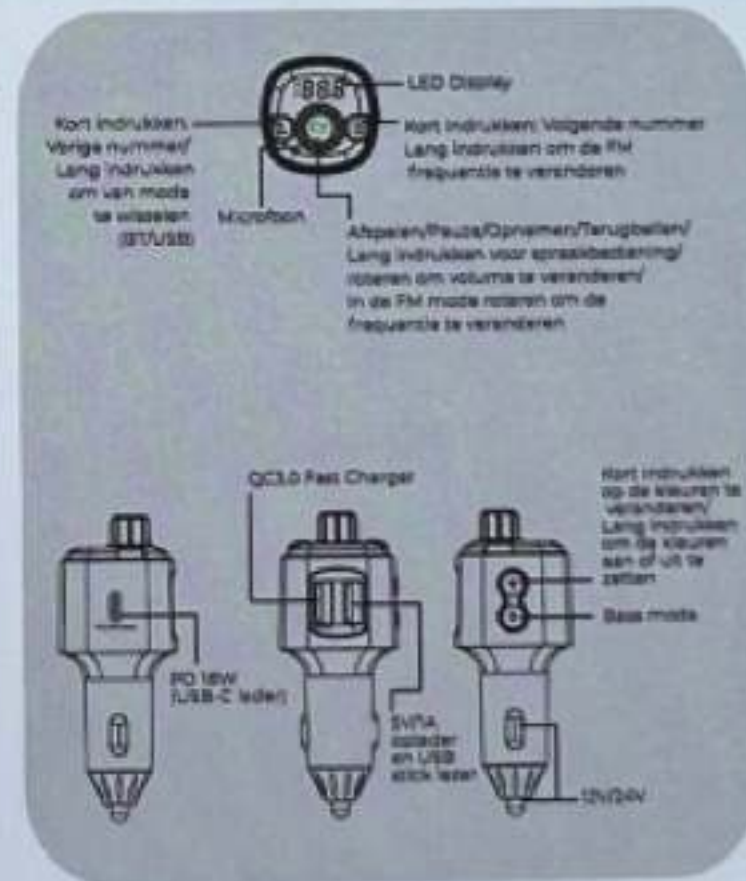 LED Display
Kort indrukken:
Vorige nummer/
Lang indrukken
om van mode
te wisselen
(BT/USB)
Microfoon
Kort indrukken: Volgende nummer
Lang indrukken om de FM
frequentie te veranderen
Afspelen/Pauze/Opnemen/Terugbellen/
Lang indrukken voor spraakbediening/
roteren om volume te veranderen/
In de FM mode roteren om de
frequentie te veranderen
QC3.0 Fast Charger
Kort indrukken
op de kleuren te
veranderen/
Lang indrukken
om de kleuren
aan of uit te
zetten
Bass mode
PD 18W
(USB-C lader)
5V/1A
oplader
en USB
stick lezer
12V/24V